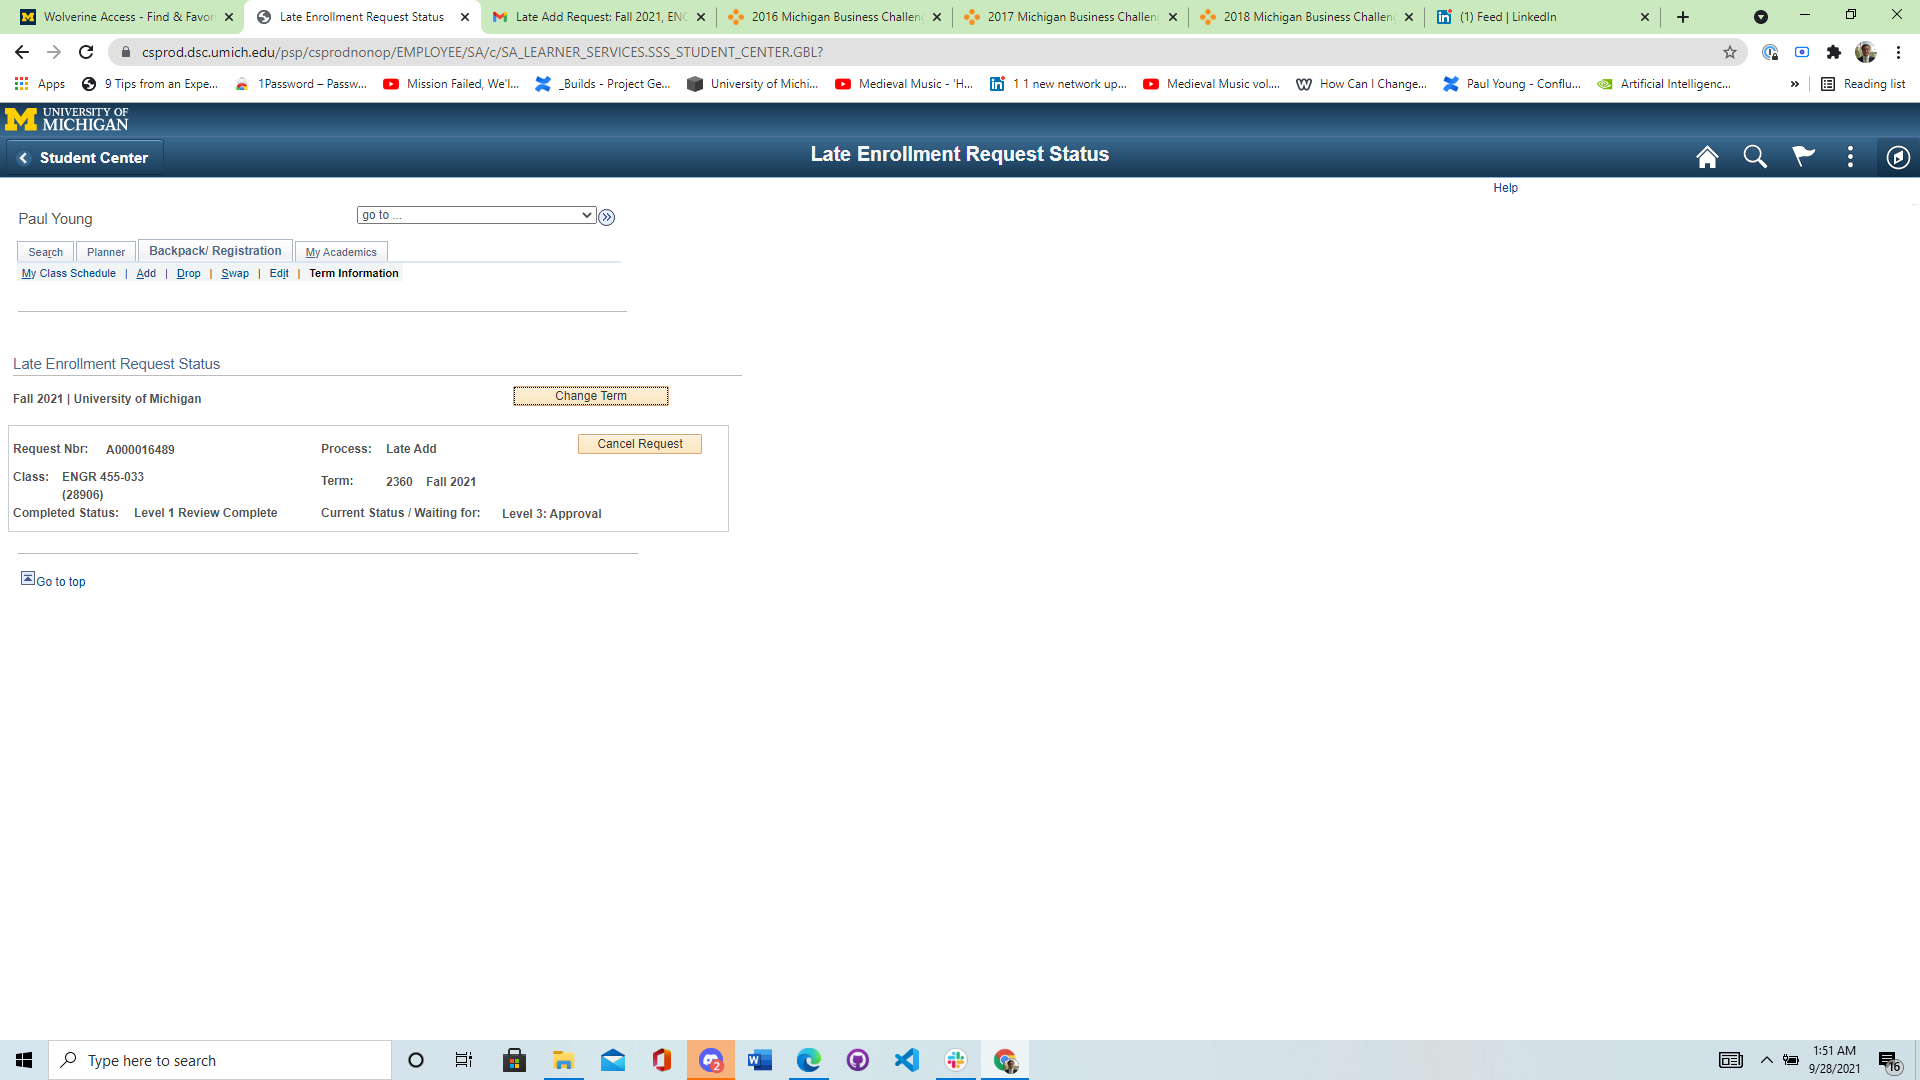 Wolverine Access - Find & Favor
Late Enrollment Request Status
Late Add Request: Fall 2021, ENG
2016 Michigan Business Challeng
2017 Michigan Business Challeng
2018 Michigan Business Challeng
(1) Feed | LinkedIn
csprod.dsc.umich.edu/psp/csprodnonop/EMPLOYEE/SA/c/SA_LEARNER_SERVICES.SSS_STUDENT_CENTER.GBL?
Apps
9 Tips from an Expe...
1Password – Passw...
Mission Failed, We'l...
_Builds - Project Ge...
University of Michi...
Medieval Music - 'H...
1 1 new network up...
Medieval Music vol....
How Can I Change...
Paul Young - Conflu...
Artificial Intelligenc...
»
Reading list
UNIVERSITY OF
MICHIGAN
Student Center
Late Enrollment Request Status
Help
Paul Young
go to ...
Search
Planner
Backpack/ Registration
My Academics
My Class Schedule | Add | Drop | Swap | Edit | Term Information
Late Enrollment Request Status
Fall 2021 | University of Michigan
Change Term
Request Nbr: A000016489
Process: Late Add
Cancel Request
Class: ENGR 455-033
(28906)
Term: 2360 Fall 2021
Completed Status: Level 1 Review Complete
Current Status / Waiting for: Level 3: Approval
Go to top
Type here to search
2
1:51 AM
9/28/2021
16